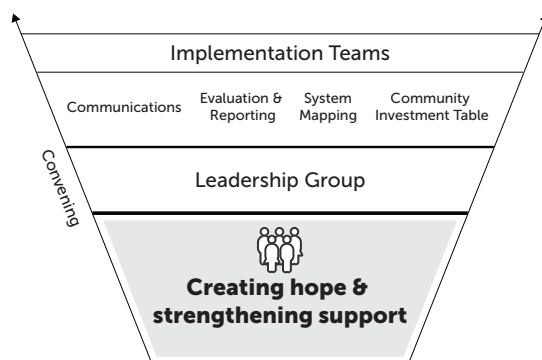 Implementation Teams
Communications
Evaluation &
Reporting
System
Mapping
Community
Investment Table
Convening
Leadership Group
Creating hope &
strengthening support